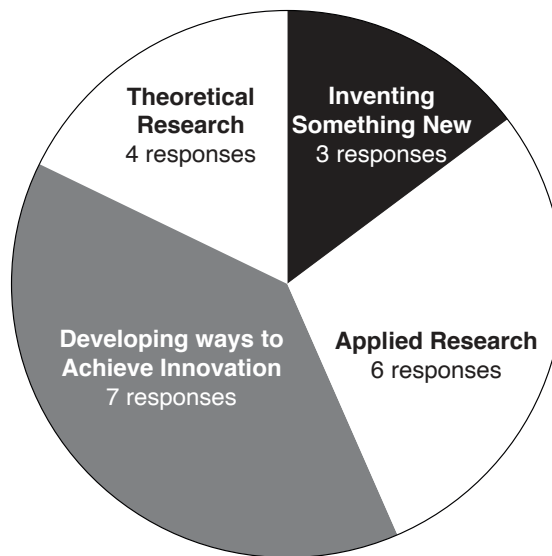 Theoretical
Research
4 responses
Inventing
Something New
3 responses
Developing ways to
Achieve Innovation
7 responses
Applied Research
6 responses